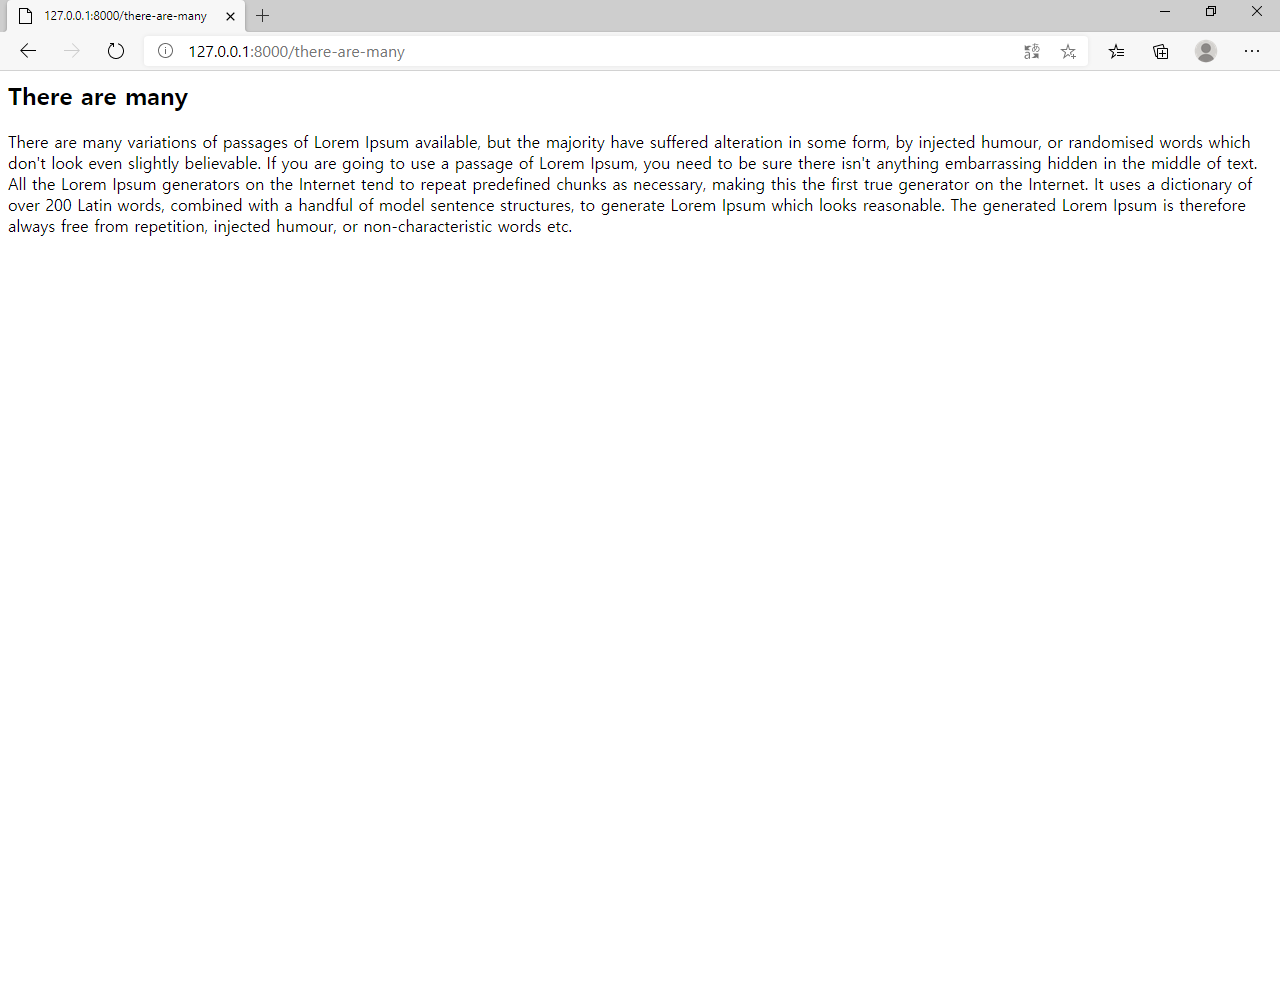 127.0.0.1:8000/there-are-many
127.0.0.1:8000/there-are-many
There are many
There are many variations of passages of Lorem Ipsum available, but the majority have suffered alteration in some form, by injected humour, or randomised words which
don't look even slightly believable. If you are going to use a passage of Lorem Ipsum, you need to be sure there isn't anything embarrassing hidden in the middle of text.
All the Lorem Ipsum generators on the Internet tend to repeat predefined chunks as necessary, making this the first true generator on the Internet. It uses a dictionary of
over 200 Latin words, combined with a handful of model sentence structures, to generate Lorem Ipsum which looks reasonable. The generated Lorem Ipsum is therefore
always free from repetition, injected humour, or non-characteristic words etc.